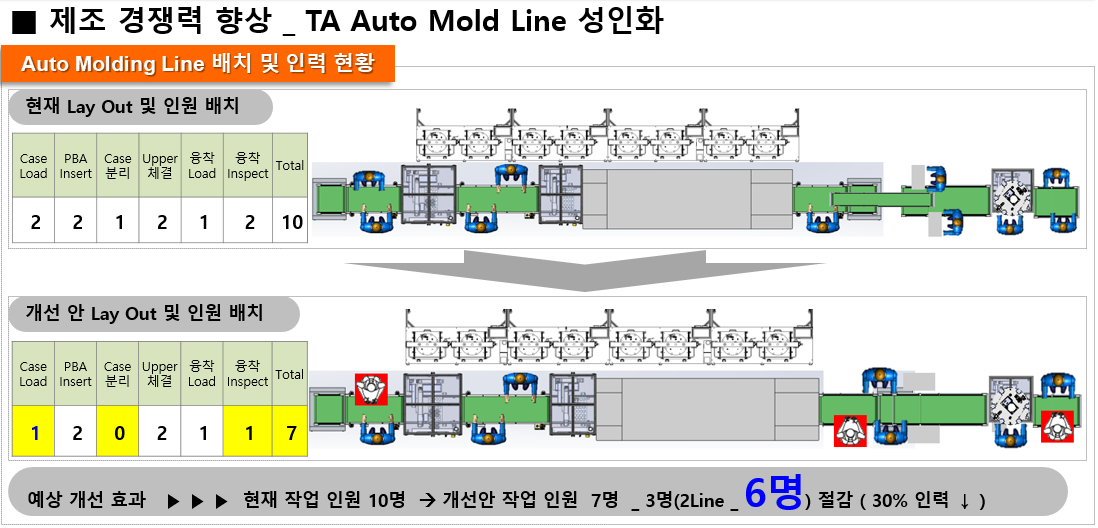 ■ 제조 경쟁력 향상 _ TA Auto Mold Line 성인화
Auto Molding Line 배치 및 인력 현황
현재 Lay Out 및 인원 배치
Case Load PBA Insert Case 분리 Upper 체결 융착 Load 융착 Inspect Total
2 2 1 2 1 2 10
개선 안 Lay Out 및 인원 배치
Case Load PBA Insert Case 분리 Upper 체결 융착 Load 융착 Inspect Total
1 2 0 2 1 1 7
예상 개선 효과 ▶ ▶ ▶ 현재 작업 인원 10명 → 개선안 작업 인원 7명 _ 3명(2Line _ 6명) 절감 ( 30% 인력 ↓ )